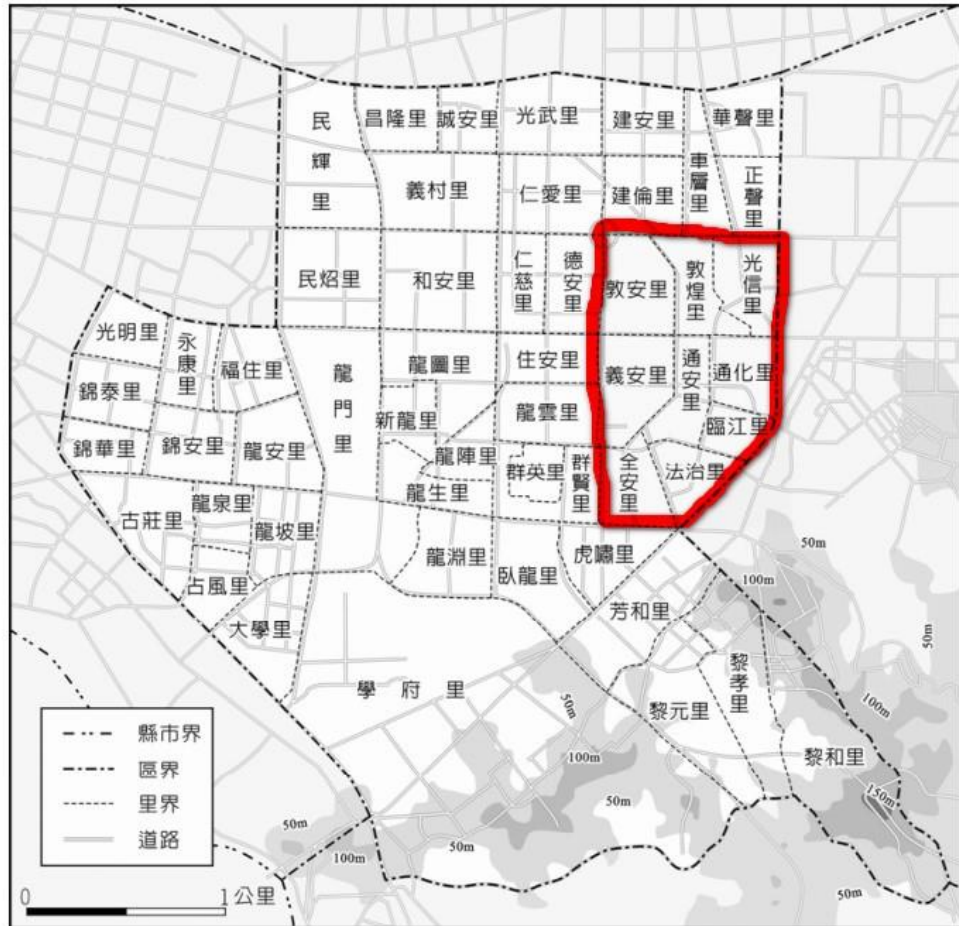 民輝里
昌隆里
誠安里
光武里
建安里
華聲里
義村里
仁愛里
建倫里
車層里
正聲里
民炤里
和安里
仁慈里
德安里
敦安里
敦煌里
光信里
光明里
永康里
福住里
龍門里
龍圖里
住安里
義安里
通安里
通化里
錦泰里
新龍里
龍雲里
臨江里
錦華里
錦安里
龍安里
龍陣里
群英里
群賢里
全安里
法治里
龍生里
古莊里
龍泉里
龍坡里
龍淵里
臥龍里
虎嘯里
50m
古風里
大學里
芳和里
100m
50m
學府里
黎孝里
50m
黎元里
100m
縣市界
區界
里界
道路
100m
黎和里
50m
150m
50m
100m
50m
50m
0
1公里